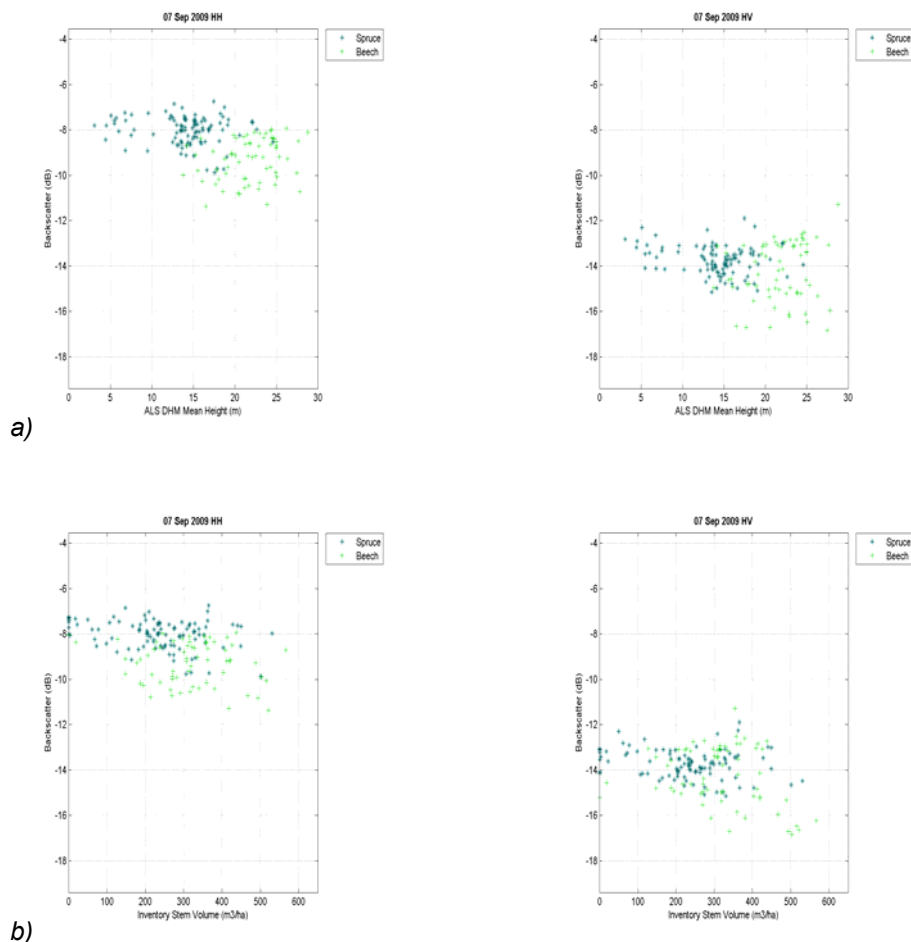 07 Sep 2009 HH
Spruce
Beech
-4
-6
-8
-10
-12
-14
-16
-18
Backscatter (dB)
0 5 10 15 20 25 30
ALS DHM Mean Height (m)
07 Sep 2009 HV
Spruce
Beech
-4
-6
-8
-10
-12
-14
-16
-18
Backscatter (dB)
0 5 10 15 20 25 30
ALS DHM Mean Height (m)
a)
07 Sep 2009 HH
Spruce
Beech
-4
-6
-8
-10
-12
-14
-16
-18
Backscatter (dB)
0 100 200 300 400 500 600
Inventory Stem Volume (m3/ha)
07 Sep 2009 HV
Spruce
Beech
-4
-6
-8
-10
-12
-14
-16
-18
Backscatter (dB)
0 100 200 300 400 500 600
Inventory Stem Volume (m3/ha)
b)